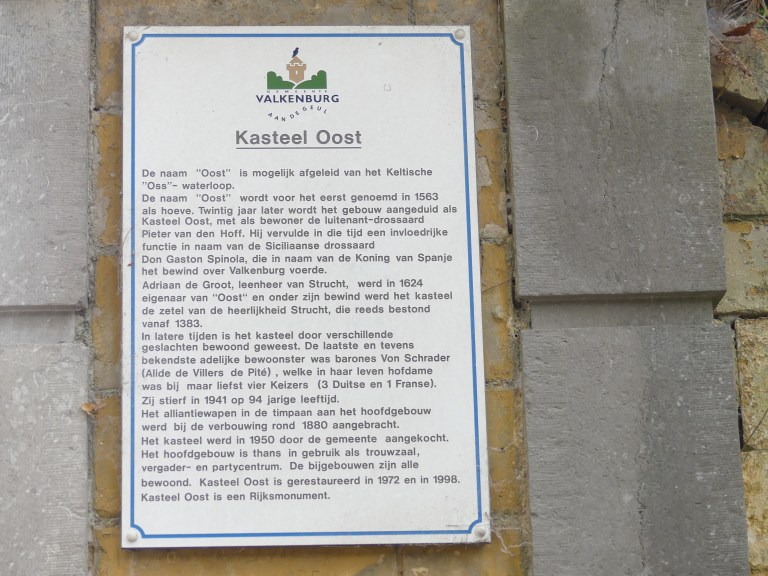 GEMEENTE
VALKENBURG
AAN DE GEUL
Kasteel Oost
De naam "Oost" is mogelijk afgeleid van het Keltische
"Oss"- waterloop.
De naam "Oost" wordt voor het eerst genoemd in 1563
als hoeve. Twintig jaar later wordt het gebouw aangeduid als
Kasteel Oost, met als bewoner de luitenant-drossaard
Pieter van den Hoff. Hij vervulde in die tijd een invloedrijke
functie in naam van de Siciliaanse drossaard
Don Gaston Spinola, die in naam van de Koning van Spanje
het bewind over Valkenburg voerde.
Adriaan de Groot, leenheer van Strucht, werd in 1624
eigenaar van "Oost" en onder zijn bewind werd het kasteel
de zetel van de heerlijkheid Strucht, die reeds bestond
vanaf 1383.
In latere tijden is het kasteel door verschillende
geslachten bewoond geweest. De laatste en tevens
bekendste adelijke bewoonster was barones Von Schrader
(Alide de Villers de Pité) , welke in haar leven hofdame
was bij maar liefst vier Keizers (3 Duitse en 1 Franse).
Zij stierf in 1941 op 94 jarige leeftijd.
Het alliantiewapen in de timpaan aan het hoofdgebouw
werd bij de verbouwing rond 1880 aangebracht.
Het kasteel werd in 1950 door de gemeente aangekocht.
Het hoofdgebouw is thans in gebruik als trouwzaal,
vergader- en partycentrum. De bijgebouwen zijn alle
bewoond. Kasteel Oost is gerestaureerd in 1972 en in 1998.
Kasteel Oost is een Rijksmonument.